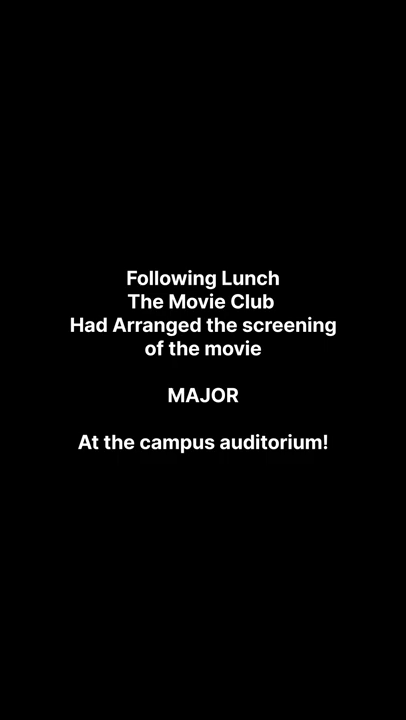 Following Lunch
The Movie Club
Had Arranged the screening
of the movie
MAJOR
At the campus auditorium!